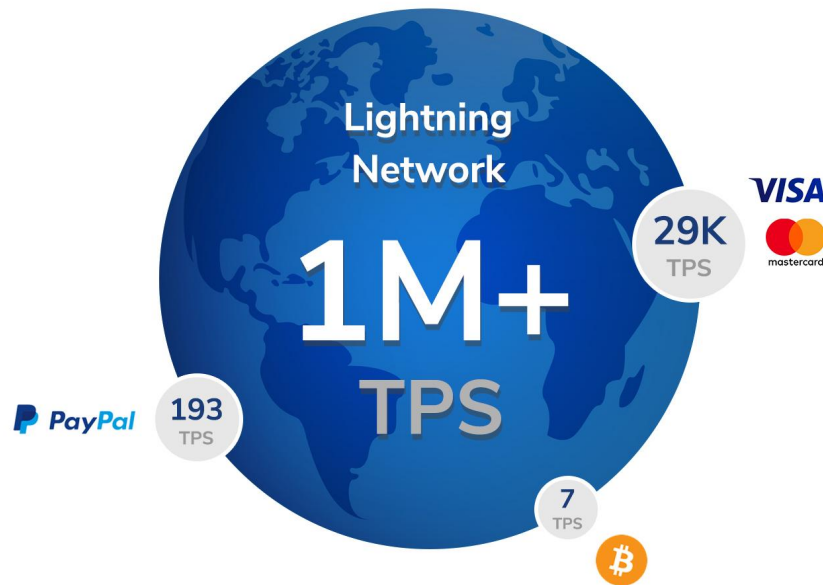 Lightning
Network
1M+
TPS
VISA
29K
TPS
mastercard
PayPal
193
TPS
7
TPS